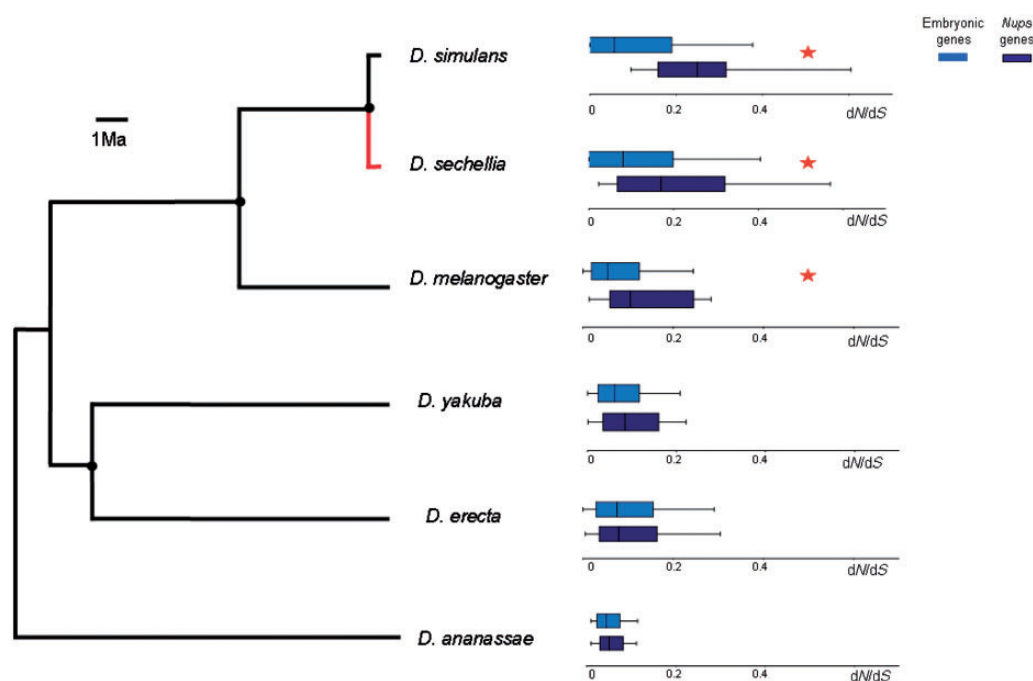 Embryonic genes
Nups genes
D. simulans
0 0.2 0.4 dN/dS
1Ma
D. sechellia
0 0.2 0.4 dN/dS
D. melanogaster
0 0.2 0.4 dN/dS
D. yakuba
0 0.2 0.4 dN/dS
D. erecta
0 0.2 0.4 dN/dS
D. ananassae
0 0.2 0.4 dN/dS